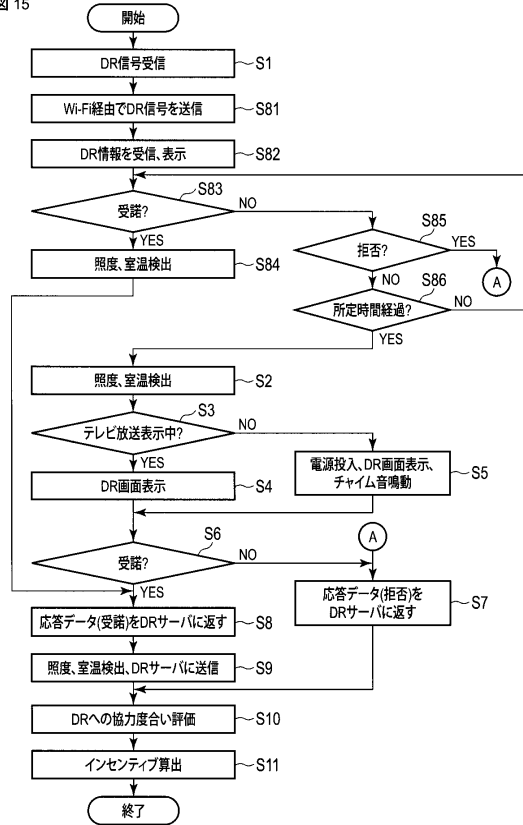 図 15
開始
DR信号受信
S1
Wi-Fi経由でDR信号を送信
S81
DR情報を受信、表示
S82
S83
受諾?
NO
YES
S85
拒否?
YES
A
NO
照度、室温検出
S84
S86
所定時間経過?
NO
YES
照度、室温検出
S2
S3
テレビ放送表示中?
NO
YES
電源投入、DR画面表示、
チャイム音鳴動
S5
DR画面表示
S4
S6
受諾?
NO
YES
A
応答データ(受諾)をDRサーバに返す
S8
応答データ(拒否)を
DRサーバに返す
S7
照度、室温検出、DRサーバに送信
S9
DRへの協力度合い評価
S10
インセンティブ算出
S11
終了